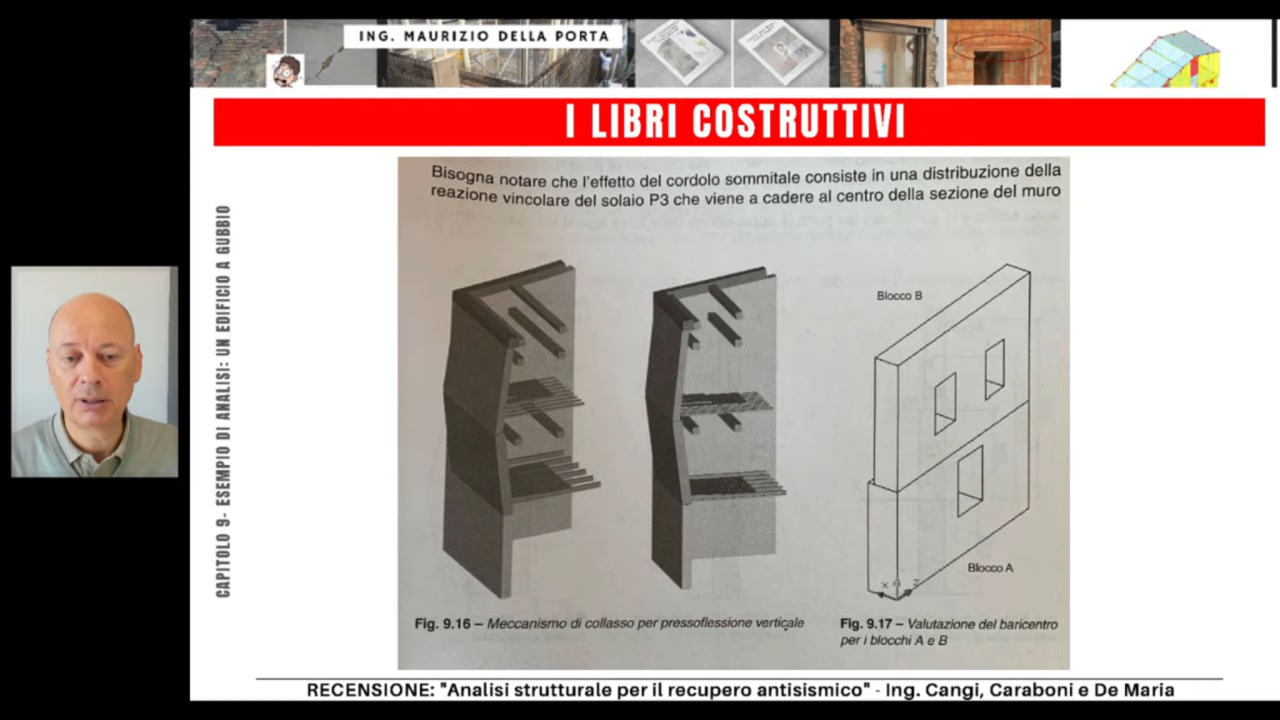 ING. MAURIZIO DELLA PORTA
I LIBRI COSTRUTTIVI
CAPITOLO 9- ESEMPIO DI ANALISI: UN EDIFICIO A GUBBIO
Bisogna notare che l'effetto del cordolo sommitale consiste in una distribuzione della
reazione vincolare del solaio P3 che viene a cadere al centro della sezione del muro
Blocco B
Blocco A
X
Z
Fig. 9.16 – Meccanismo di collasso per pressoflessione verticale
Fig. 9.17 – Valutazione del baricentro
per i blocchi A e B
RECENSIONE: "Analisi strutturale per il recupero antisismico" - Ing. Cangi, Caraboni e De Maria